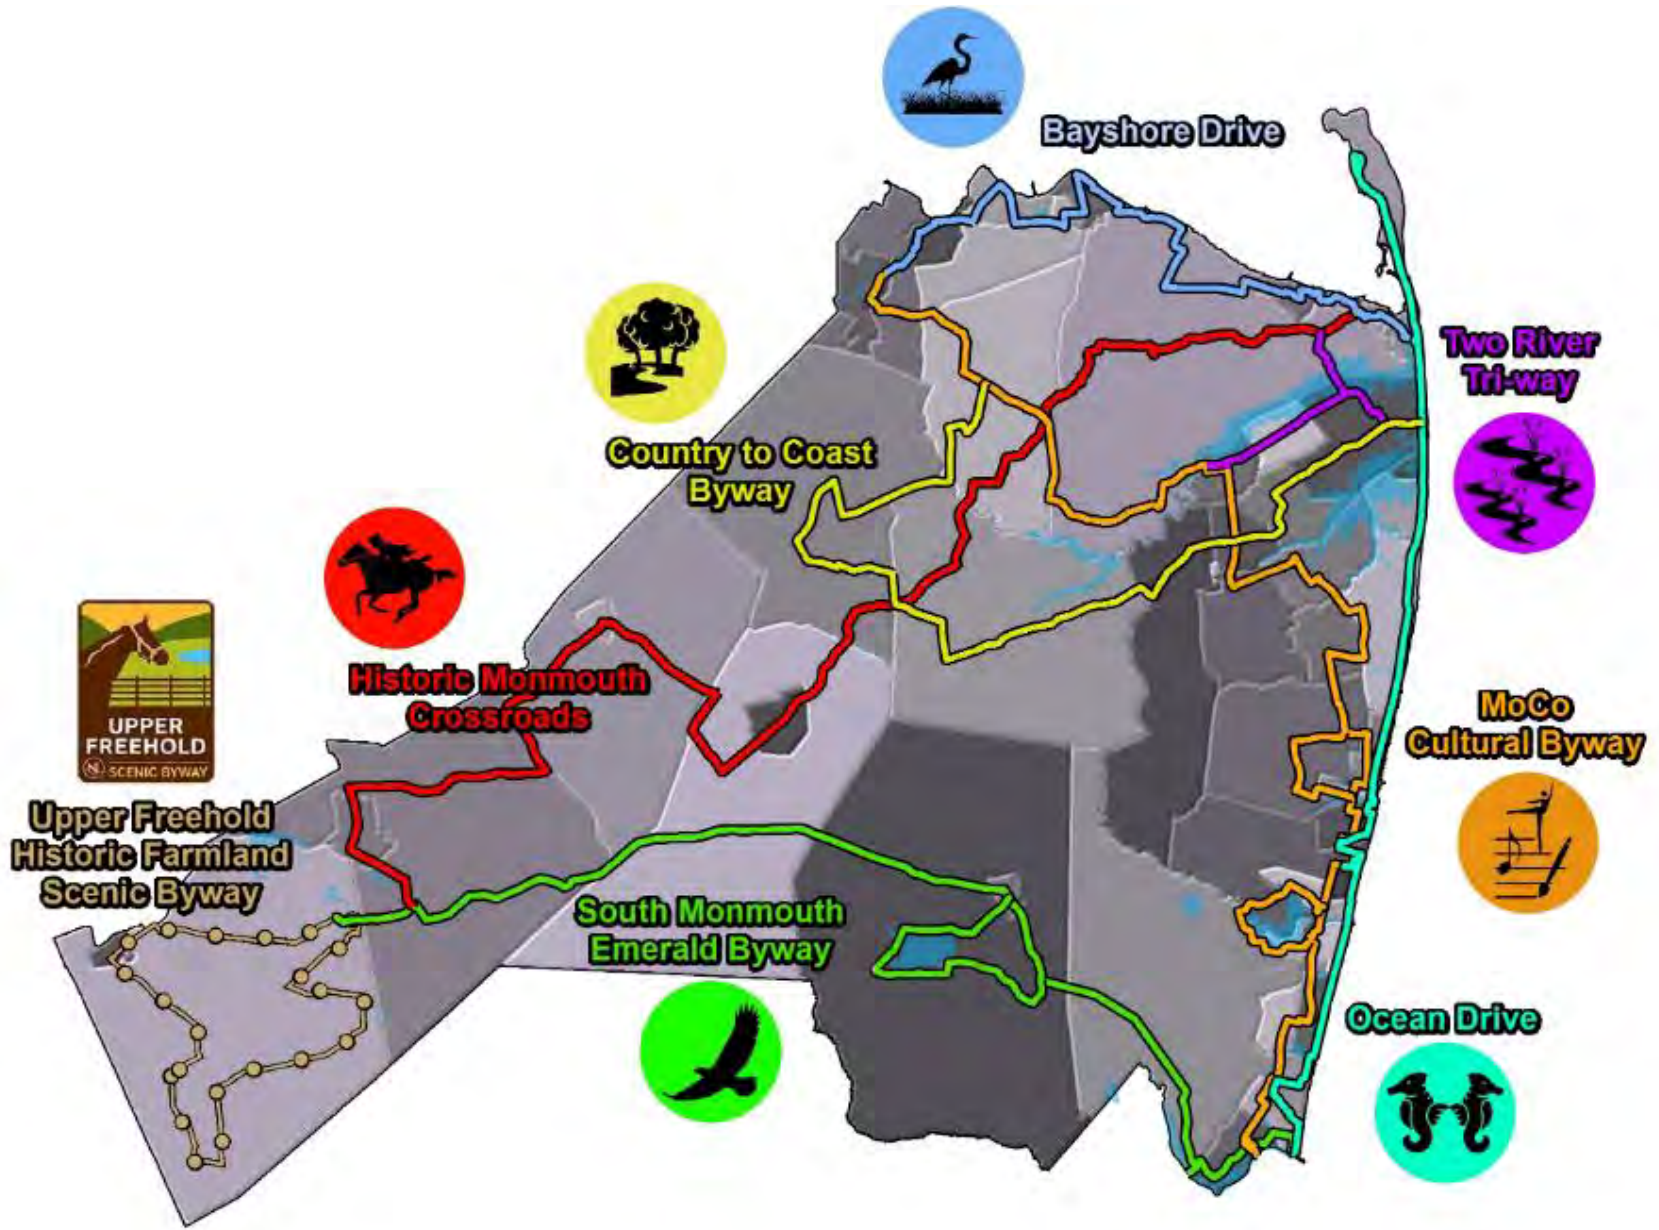 Bayshore Drive
Two River
Tri-way
Country to Coast
Byway
Historic Monmouth
Crossroads
UPPER
FREEHOLD
SCENIC BYWAY
Upper Freehold
Historic Farmland
Scenic Byway
MoCo
Cultural Byway
South Monmouth
Emerald Byway
Ocean Drive